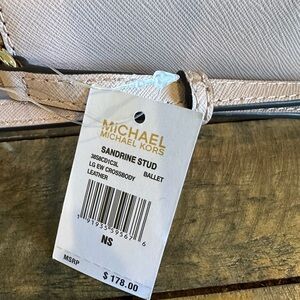 MICHAEL
MICHAEL KORS
SANDRINE STUD
BALLET
LG EW CROSSBODY
LEATHER
NS
MSRP $ 178.00